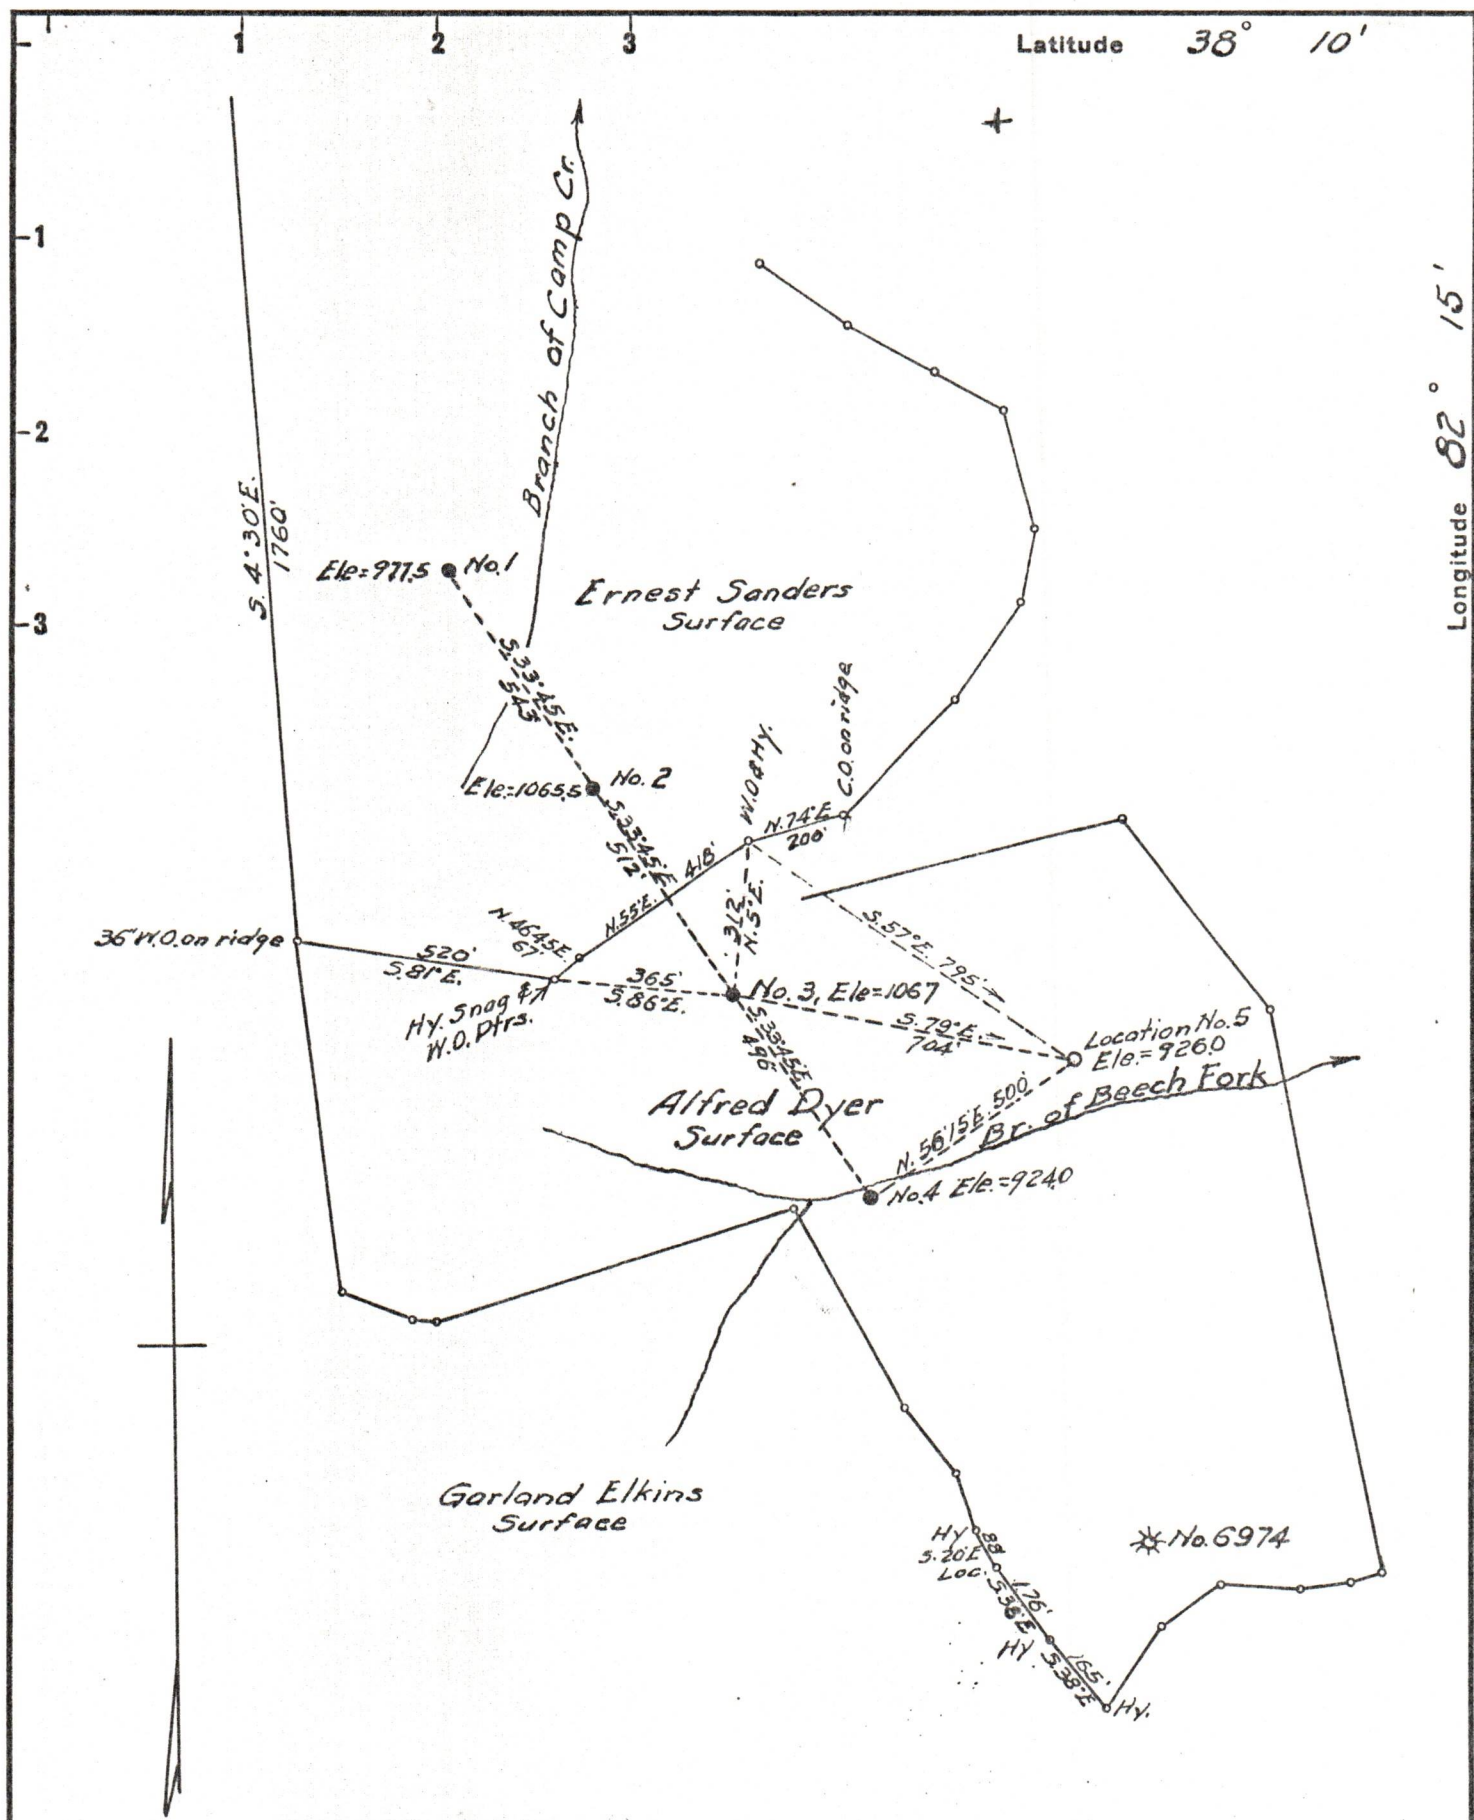 1 2 3 Latitude 38° 10'
-1
-2
-3
Longitude 82° 15'
Branch of Camp Cr.
S. 4°30'E.
1760'
Ele=977.5 No.1
Ernest Sanders
Surface
S.33°45'E.
543'
Ele=1065.5 No. 2
S.33°45'E.
512'
W.O & Hy.
C.O. on ridge
N.74°E
200'
N.55°E. 418'
N.46°45'E.
67'
312'
N.5°E.
S.57°E. 795'
36" W.O. on ridge
520'
S.81°E.
365'
S.86°E.
Hy. Snag &
W.O. Ptrs.
No. 3, Ele=1067
S.79°E.
704'
Location No. 5
Ele.=926.0
S.33°45'E.
490'
Alfred Dyer
Surface
N.56°15'E. 500'
Br. of Beech Fork
No.4 Ele.=924.0
Garland Elkins
Surface
No. 6974
Hy 88'
S.20°E
Loc.
176'
S.36°E
Hy
165'
S.38°E
Hy.